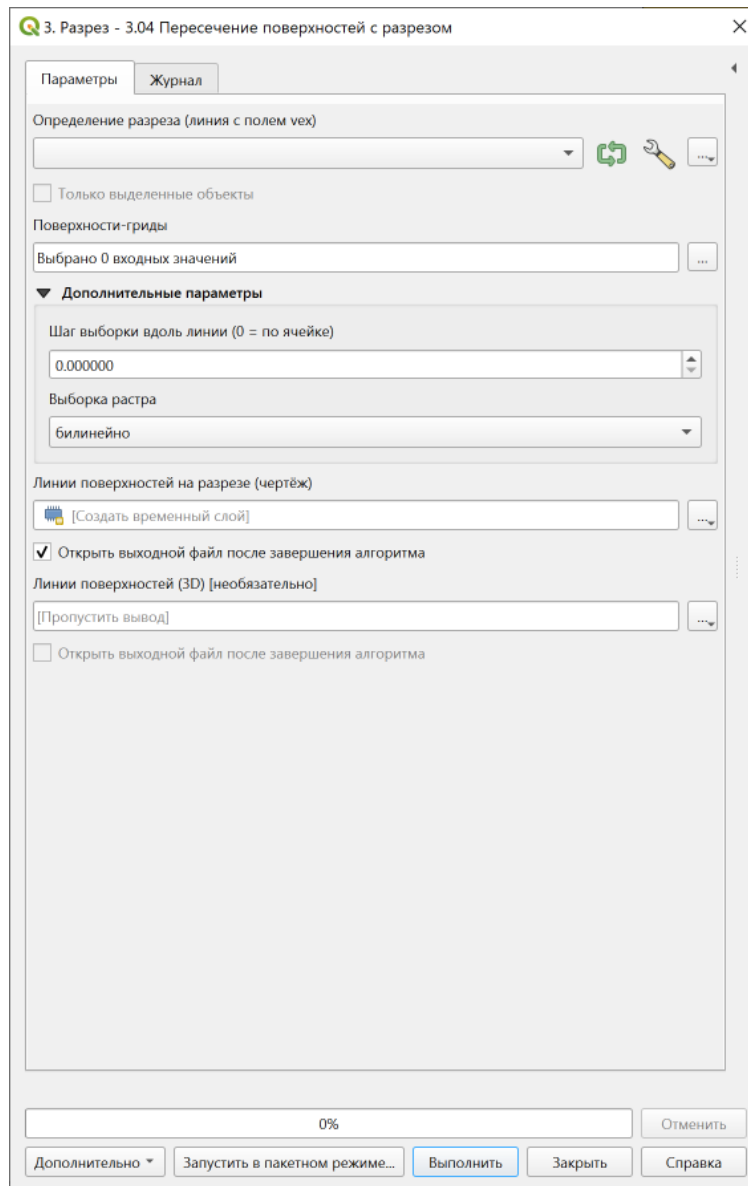 3. Разрез - 3.04 Пересечение поверхностей с разрезом
Параметры
Журнал
Определение разреза (линия с полем vex)
...
Только выделенные объекты
Поверхности-гриды
Выбрано 0 входных значений
...
Дополнительные параметры
Шаг выборки вдоль линии (0 = по ячейке)
0.000000
Выборка растра
билинейно
Линии поверхностей на разрезе (чертёж)
[Создать временный слой]
...
Открыть выходной файл после завершения алгоритма
Линии поверхностей (3D) [необязательно]
[Пропустить вывод]
...
Открыть выходной файл после завершения алгоритма
0%
Отменить
Дополнительно
Запустить в пакетном режиме...
Выполнить
Закрыть
Справка